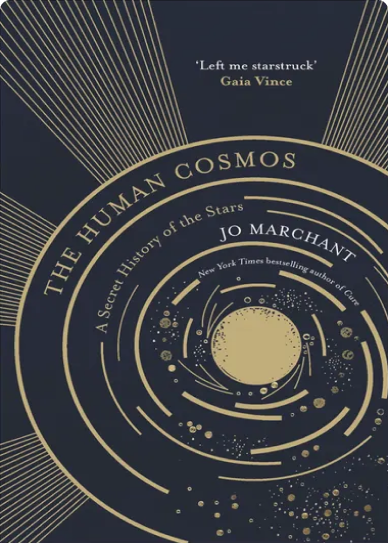 ‘Left me starstruck’
Gaia Vince
THE HUMAN COSMOS
A Secret History of the Stars
JO MARCHANT
New York Times bestselling author of Cure